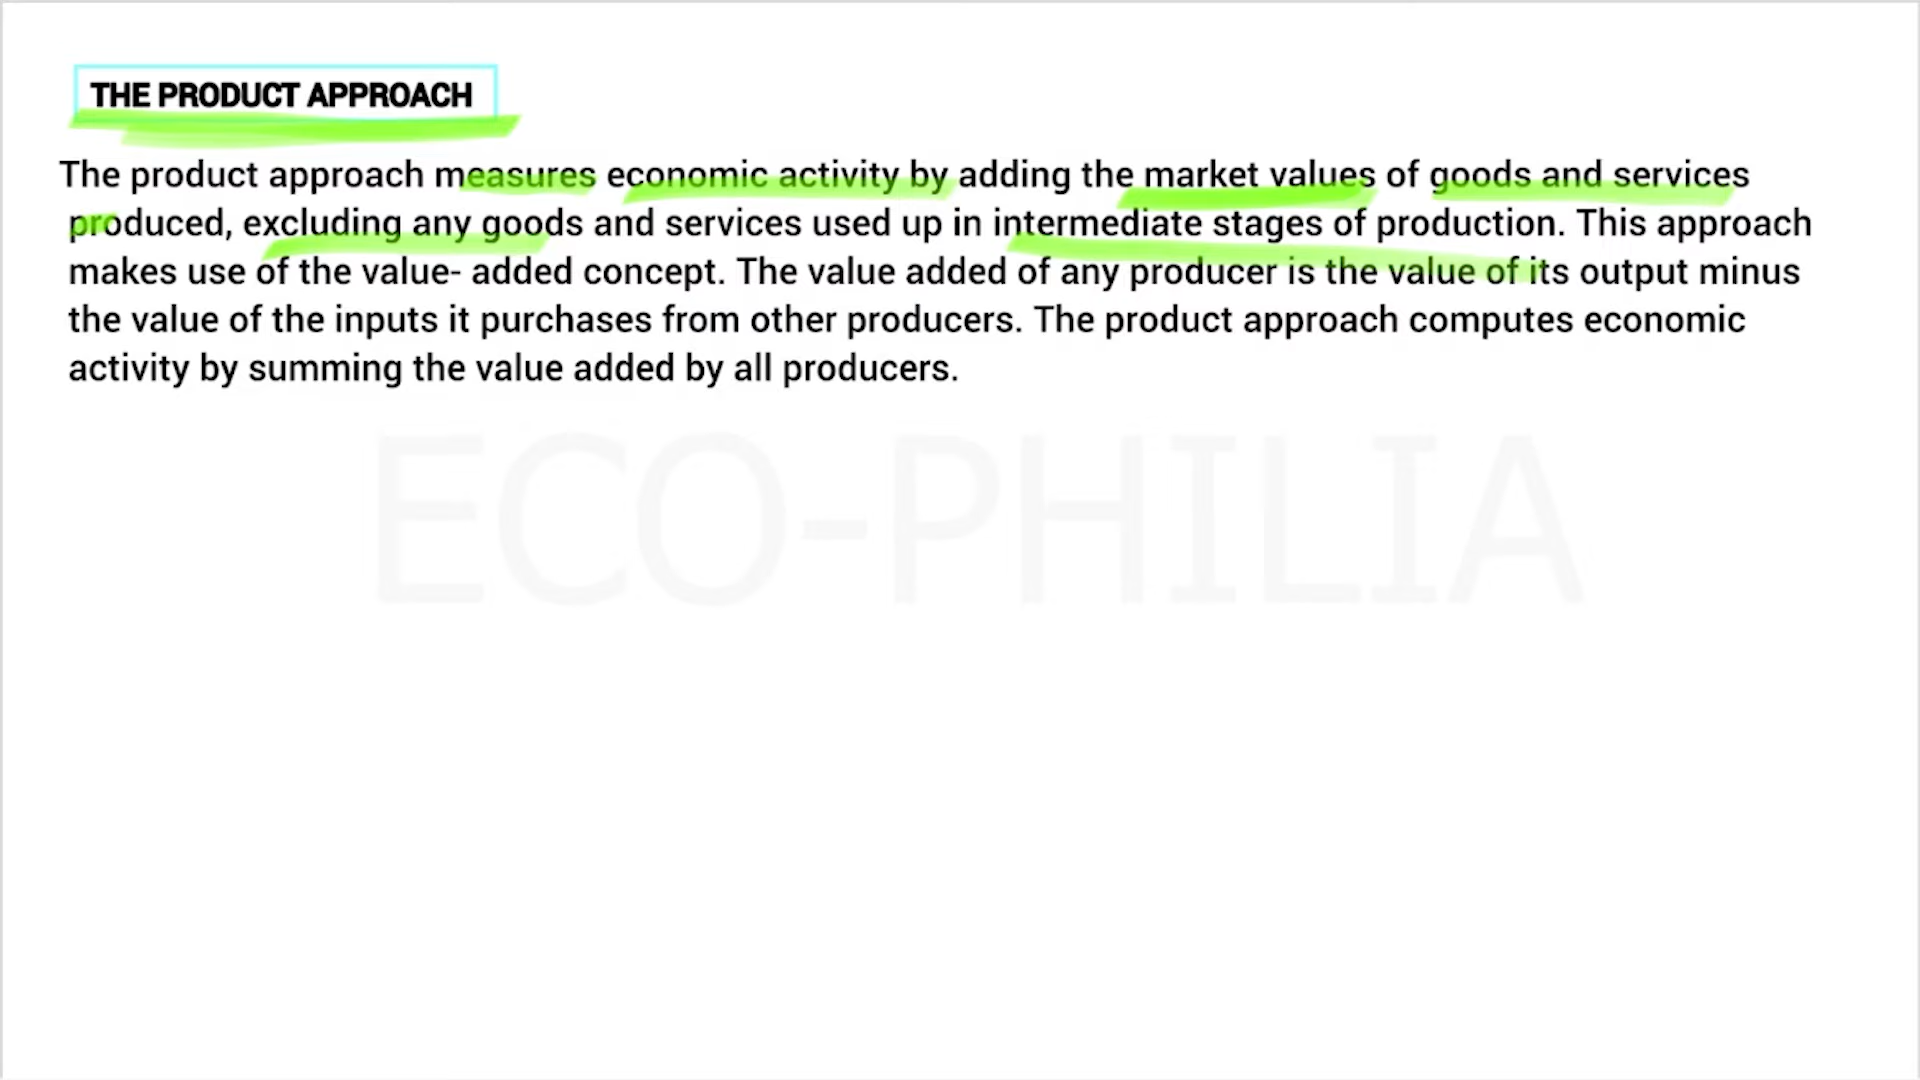 THE PRODUCT APPROACH
The product approach measures economic activity by adding the market values of goods and services
produced, excluding any goods and services used up in intermediate stages of production. This approach
makes use of the value- added concept. The value added of any producer is the value of its output minus
the value of the inputs it purchases from other producers. The product approach computes economic
activity by summing the value added by all producers.
ECO-PHILIA